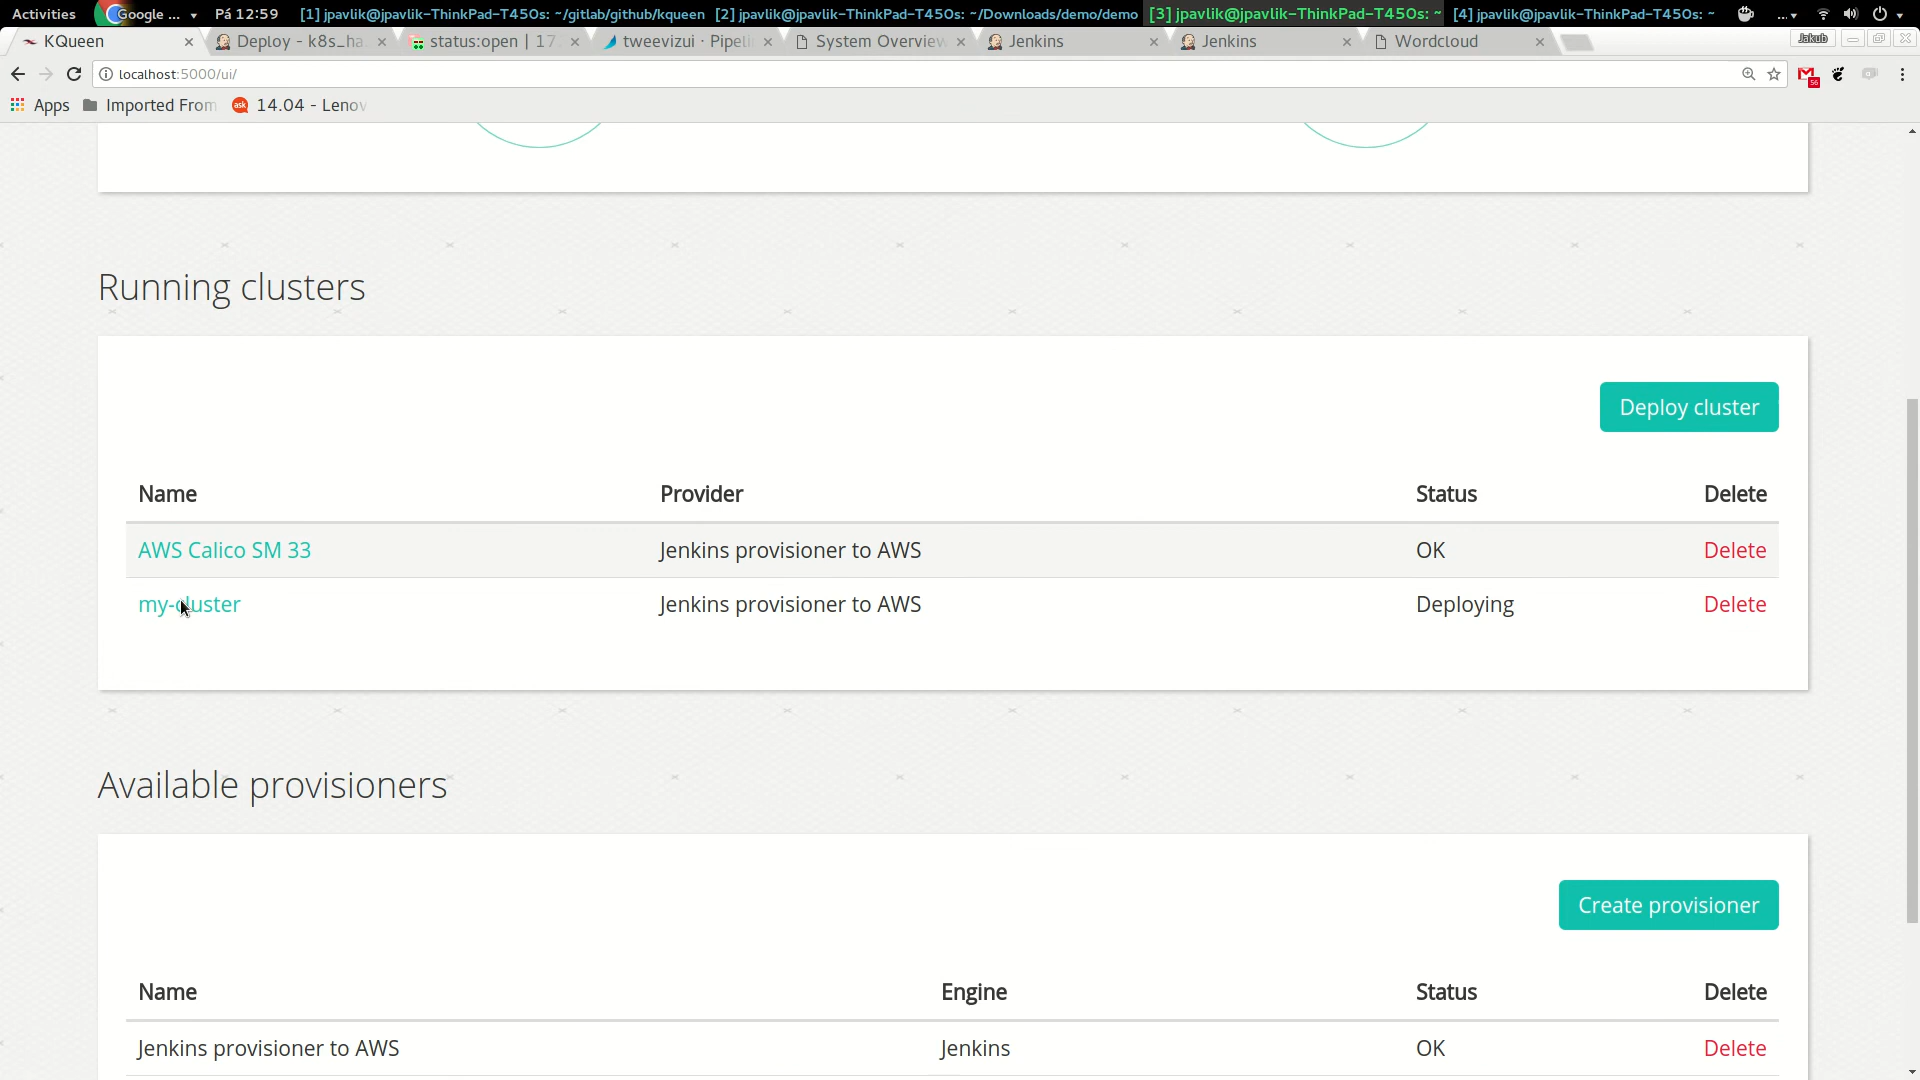 Activities Google ... Pá 12:59 [1] jpavlik@jpavlik-ThinkPad-T450s: ~/gitlab/github/kqueen [2] jpavlik@jpavlik-ThinkPad-T450s: ~/Downloads/demo/demo [3] jpavlik@jpavlik-ThinkPad-T450s: ~ [4] jpavlik@jpavlik-ThinkPad-T450s: ~ ...
KQueen Deploy - k8s_ha status:open | 17 tweevizui · Pipeli System Overview Jenkins Jenkins Wordcloud Jakub
localhost:5000/ui/ 56
Apps Imported From ask 14.04 - Lenov
Running clusters
Deploy cluster
Name Provider Status Delete
AWS Calico SM 33 Jenkins provisioner to AWS OK Delete
my-cluster Jenkins provisioner to AWS Deploying Delete
Available provisioners
Create provisioner
Name Engine Status Delete
Jenkins provisioner to AWS Jenkins OK Delete